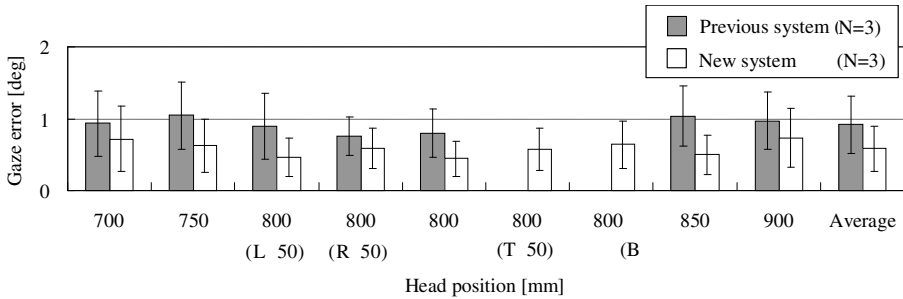 Previous system (N=3)
New system (N=3)
Gaze error [deg]
2
1
0
700 750 800 800 800 800 800 850 900 Average
(L 50) (R 50) (T 50) (B
Head position [mm]